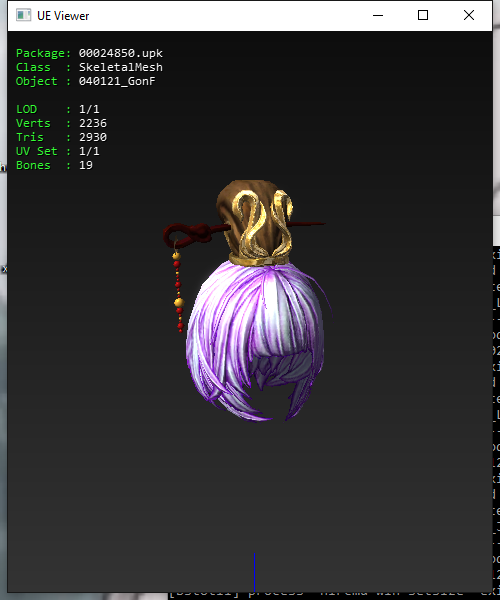 UE Viewer
Package: 00024850.upk
Class : SkeletalMesh
Object : 040121_GonF
LOD : 1/1
Verts : 2236
Tris : 2930
UV Set : 1/1
Bones : 19